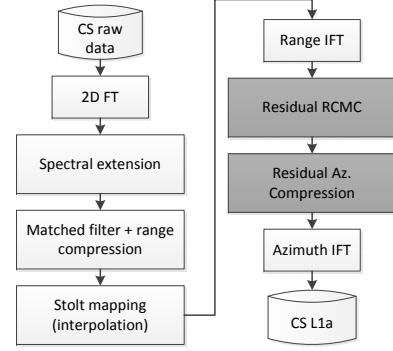 CS raw
data
2D FT
Spectral extension
Matched filter + range
compression
Stolt mapping
(interpolation)
Range IFT
Residual RCMC
Residual Az.
Compression
Azimuth IFT
CS L1a